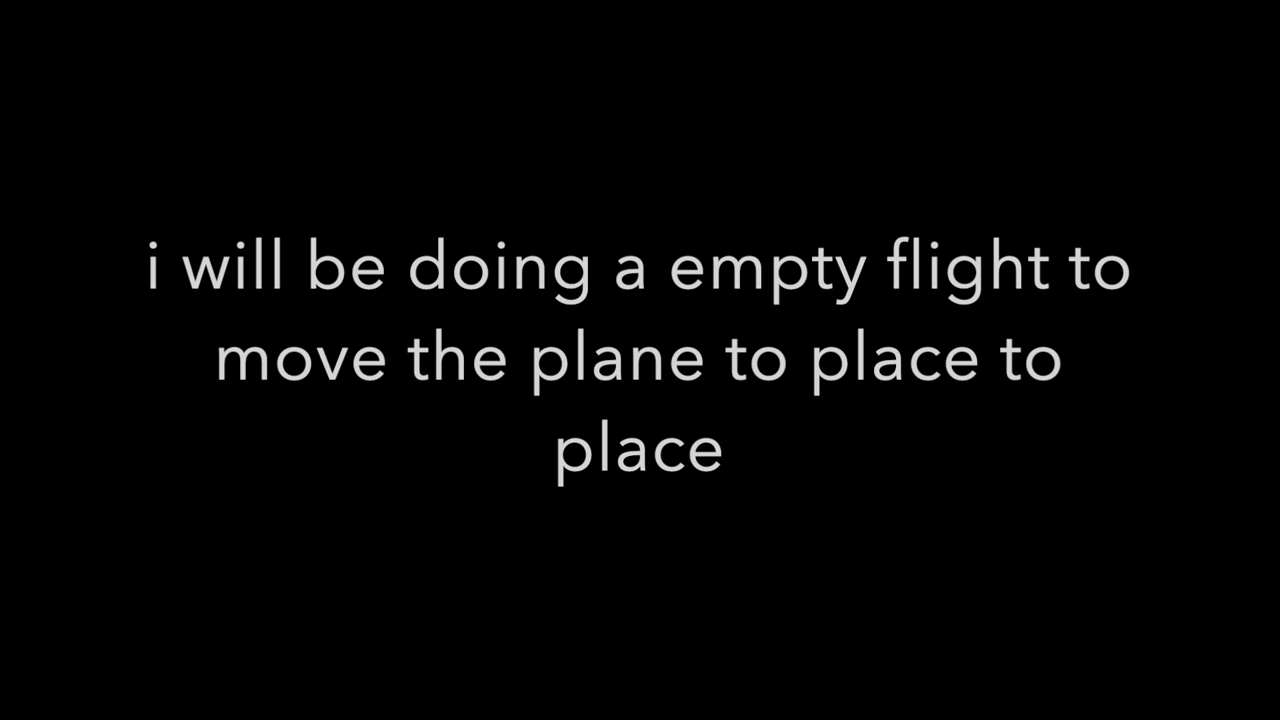 i will be doing a empty flight to
move the plane to place to
place